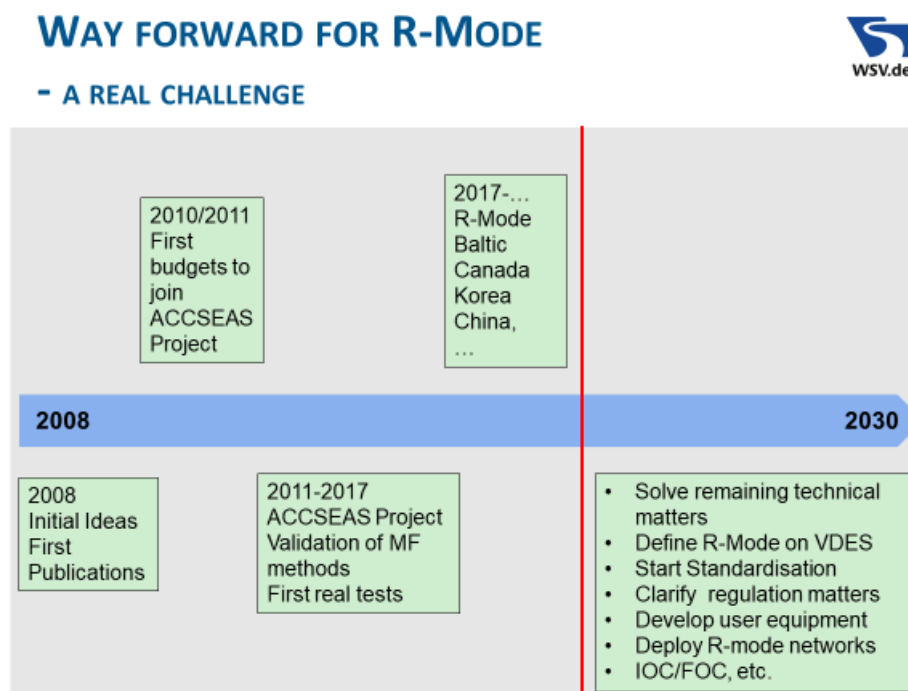 WAY FORWARD FOR R-MODE
- A REAL CHALLENGE
WSV.de
2010/2011
First
budgets to
join
ACCSEAS
Project
2017-...
R-Mode
Baltic
Canada
Korea
China,
...
2008
2030
2008
Initial Ideas
First
Publications
2011-2017
ACCSEAS Project
Validation of MF
methods
First real tests
• Solve remaining technical
matters
• Define R-Mode on VDES
• Start Standardisation
• Clarify regulation matters
• Develop user equipment
• Deploy R-mode networks
• IOC/FOC, etc.